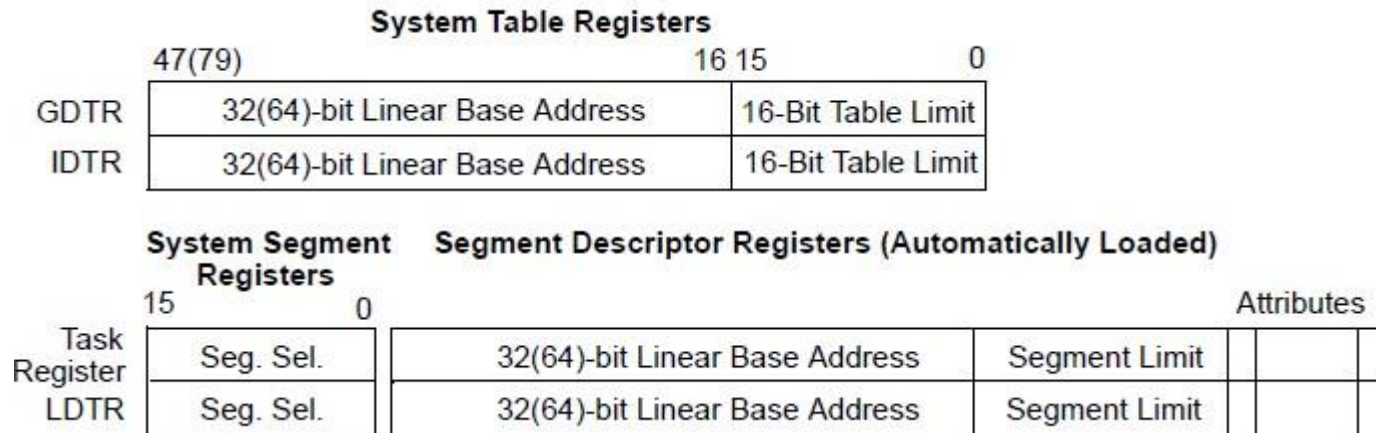 System Table Registers
47(79) 16 15 0
GDTR 32(64)-bit Linear Base Address 16-Bit Table Limit
IDTR 32(64)-bit Linear Base Address 16-Bit Table Limit
System Segment Segment Descriptor Registers (Automatically Loaded)
Registers
15 0 Attributes
Task
Register Seg. Sel. 32(64)-bit Linear Base Address Segment Limit
LDTR Seg. Sel. 32(64)-bit Linear Base Address Segment Limit